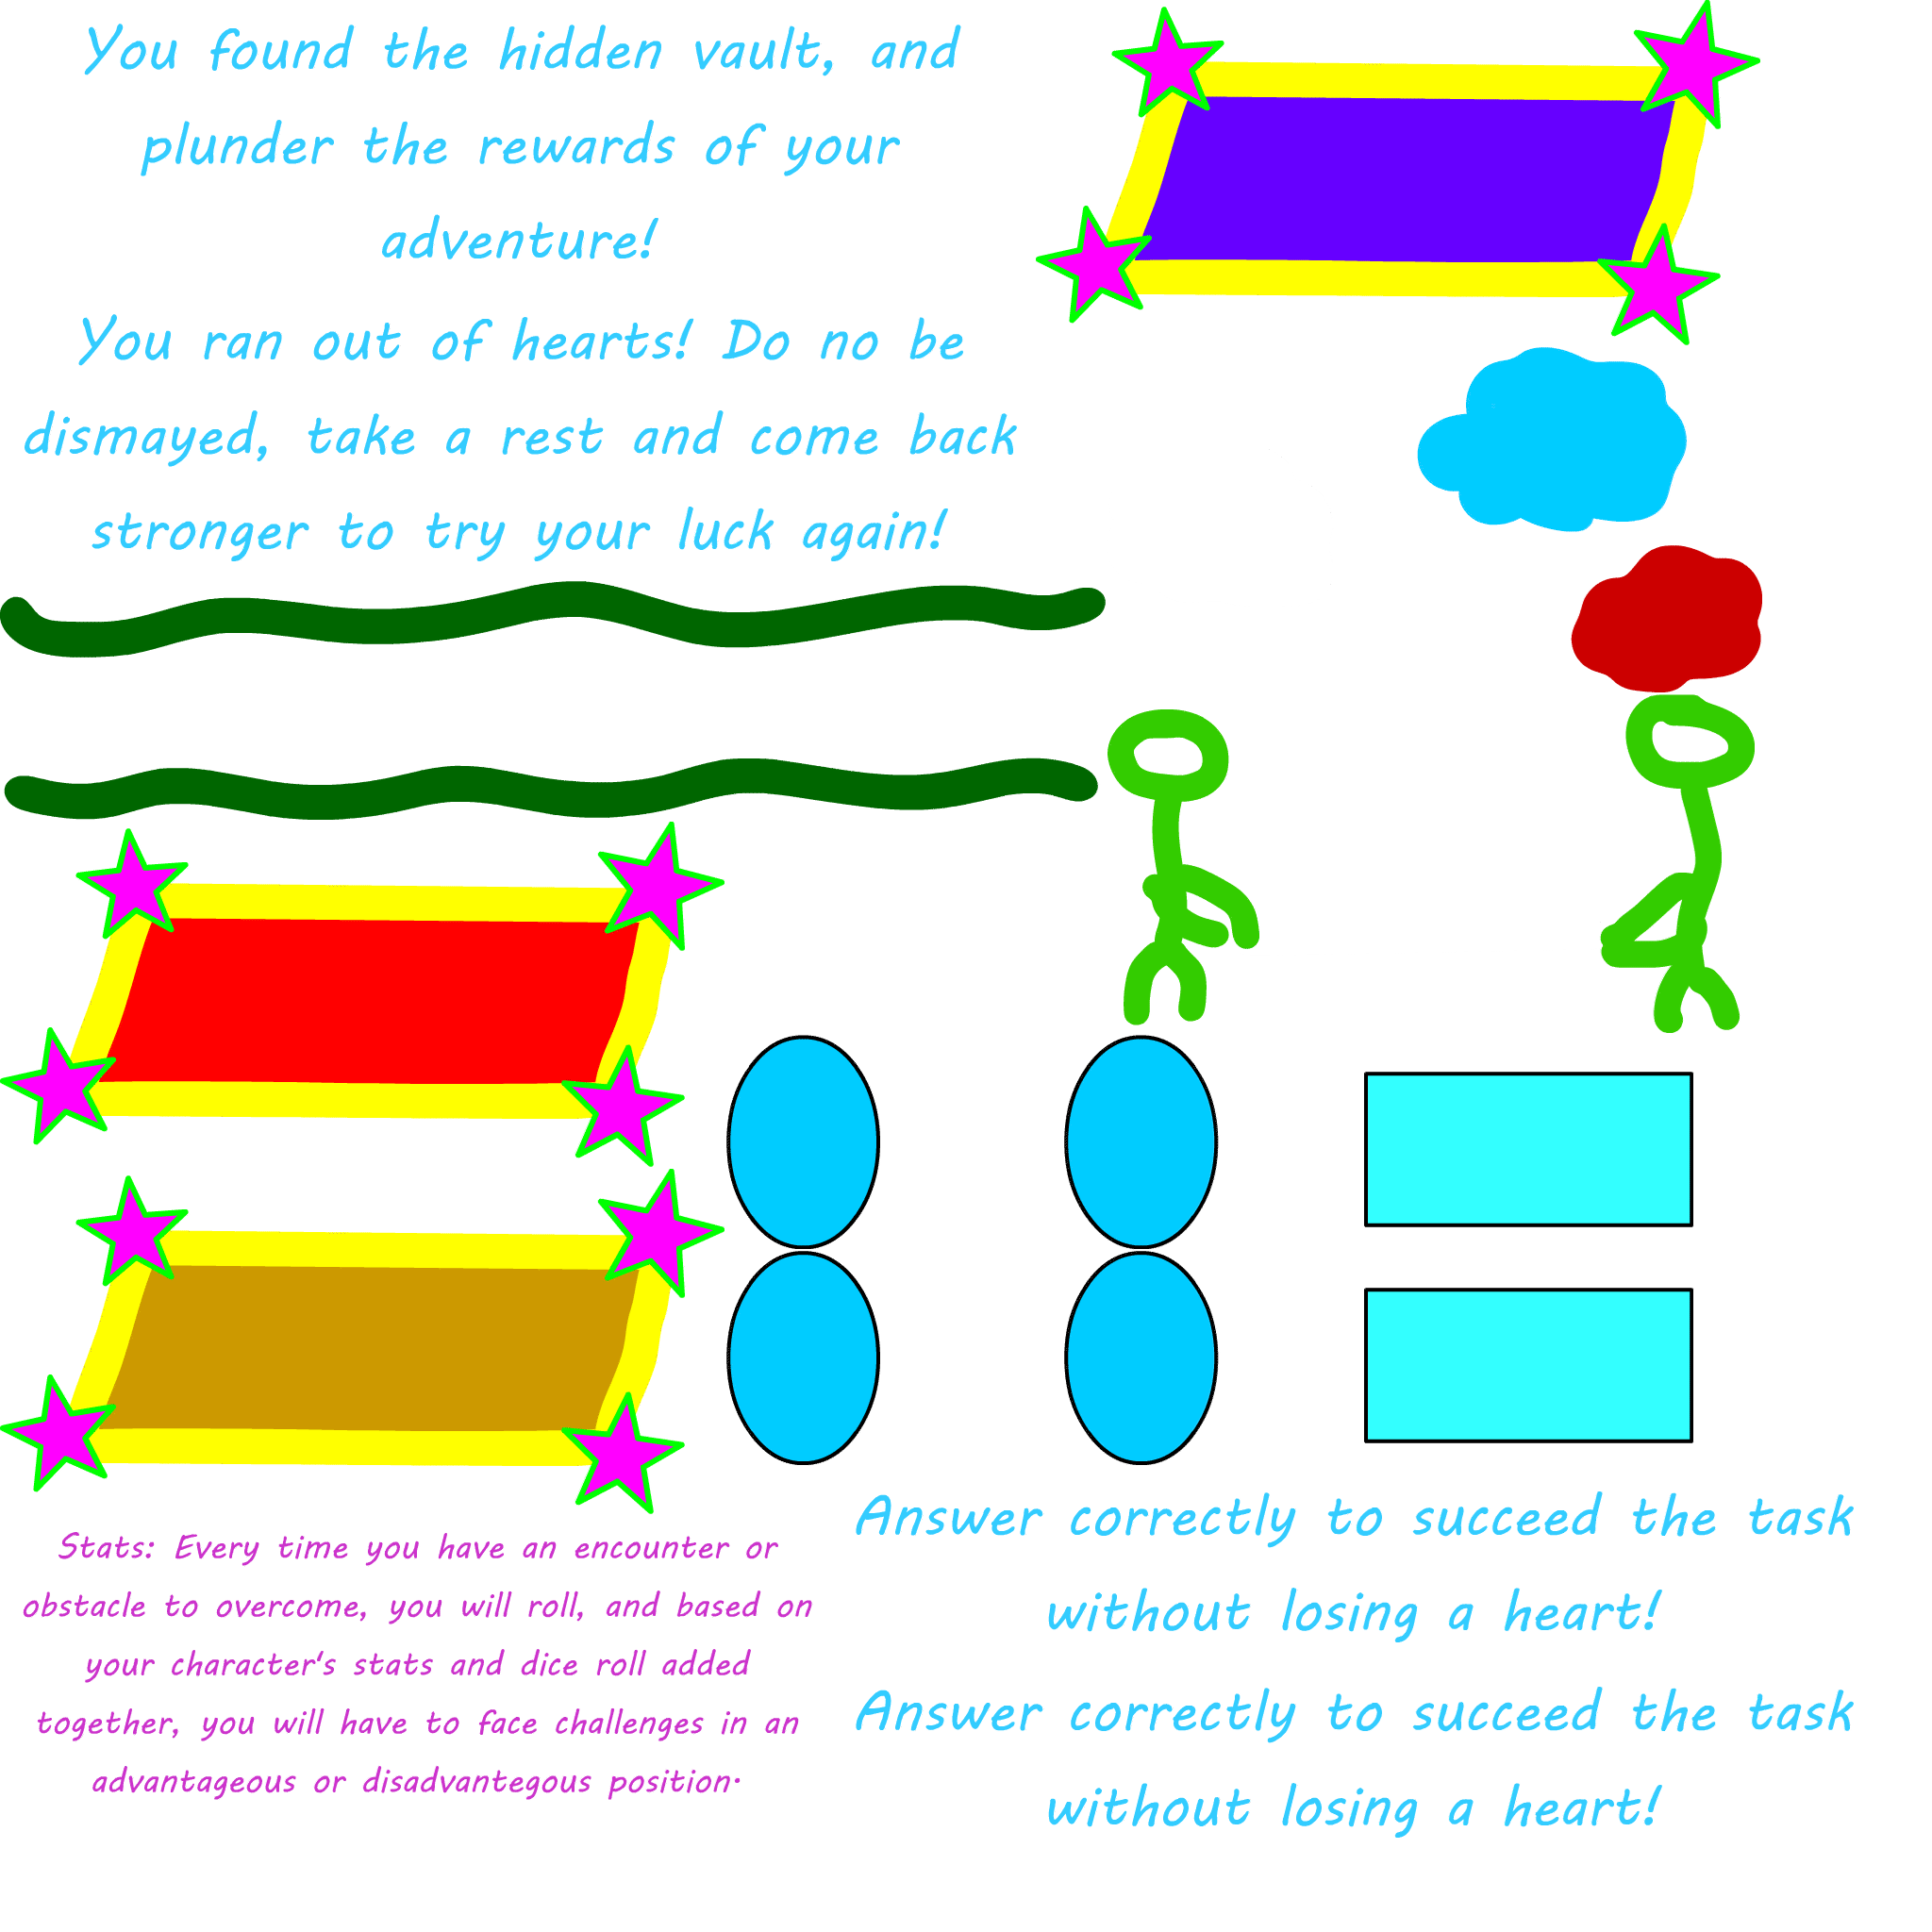 You found the hidden vault, and
plunder the rewards of your
adventure!
You ran out of hearts! Do no be
dismayed, take a rest and come back
stronger to try your luck again!
Stats: Every time you have an encounter or
obstacle to overcome, you will roll, and based on
your character's stats and dice roll added
together, you will have to face challenges in an
advantageous or disadvantegous position.
Answer correctly to succeed the task
without losing a heart!
Answer correctly to succeed the task
without losing a heart!